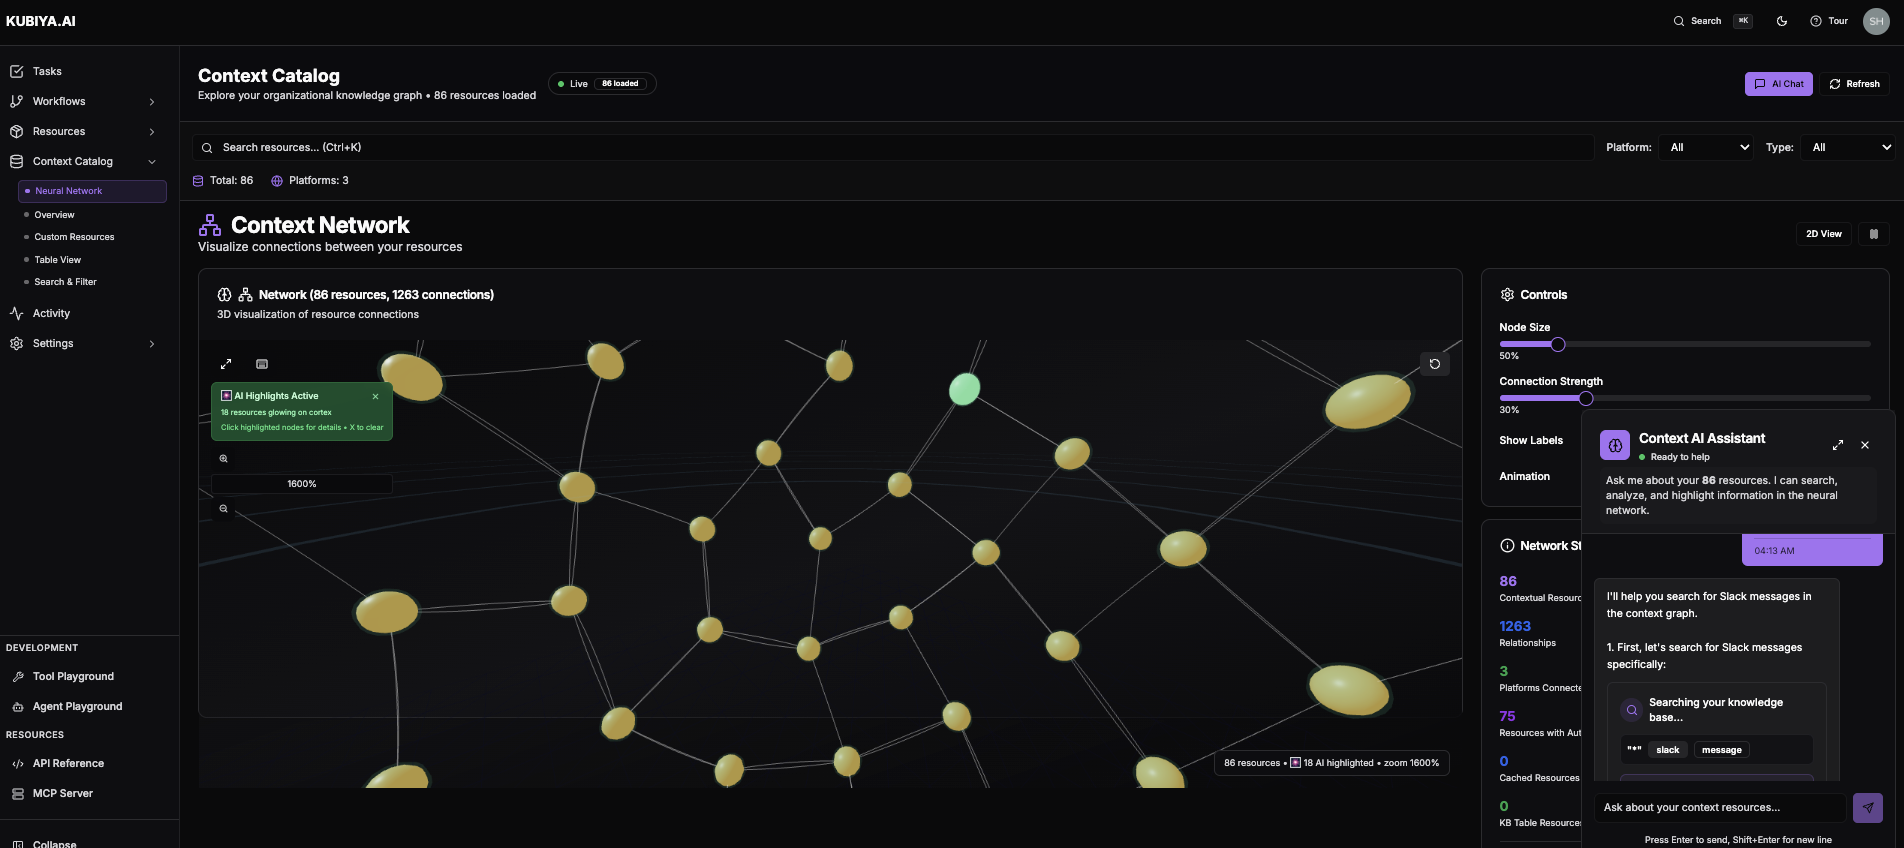 KUBIYA.AI
Search
⌘K
Tour
SH
Tasks
Workflows
Resources
Context Catalog
Neural Network
Overview
Custom Resources
Table View
Search & Filter
Activity
Settings
DEVELOPMENT
Tool Playground
Agent Playground
RESOURCES
API Reference
MCP Server
Collapse
Context Catalog
Live
86 loaded
Explore your organizational knowledge graph • 86 resources loaded
AI Chat
Refresh
Search resources... (Ctrl+K)
Platform:
All
Type:
All
Total: 86
Platforms: 3
Context Network
Visualize connections between your resources
2D View
Network (86 resources, 1263 connections)
3D visualization of resource connections
AI Highlights Active
×
18 resources glowing on cortex
Click highlighted nodes for details • X to clear
1600%
86 resources • 18 AI highlighted • zoom 1600%
Controls
Node Size
50%
Connection Strength
30%
Show Labels
Animation
Network St
86
Contextual Resourc
1263
Relationships
3
Platforms Connecte
75
Resources with Aut
0
Cached Resources
0
KB Table Resource
Context AI Assistant
Ready to help
Ask me about your 86 resources. I can search,
analyze, and highlight information in the neural
network.
04:13 AM
I'll help you search for Slack messages in
the context graph.
1. First, let's search for Slack messages
specifically:
Searching your knowledge
base...
"*"
slack
message
Ask about your context resources...
Press Enter to send, Shift+Enter for new line